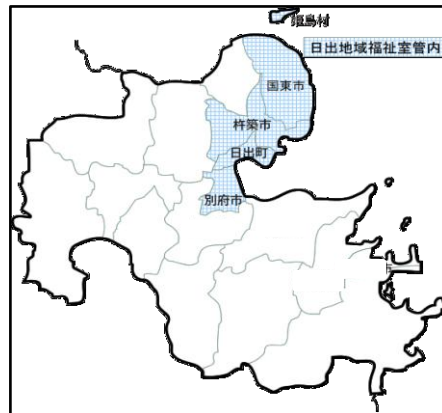 姫島村
日出地域福祉室管内
国東市
杵築市
日出町
別府市